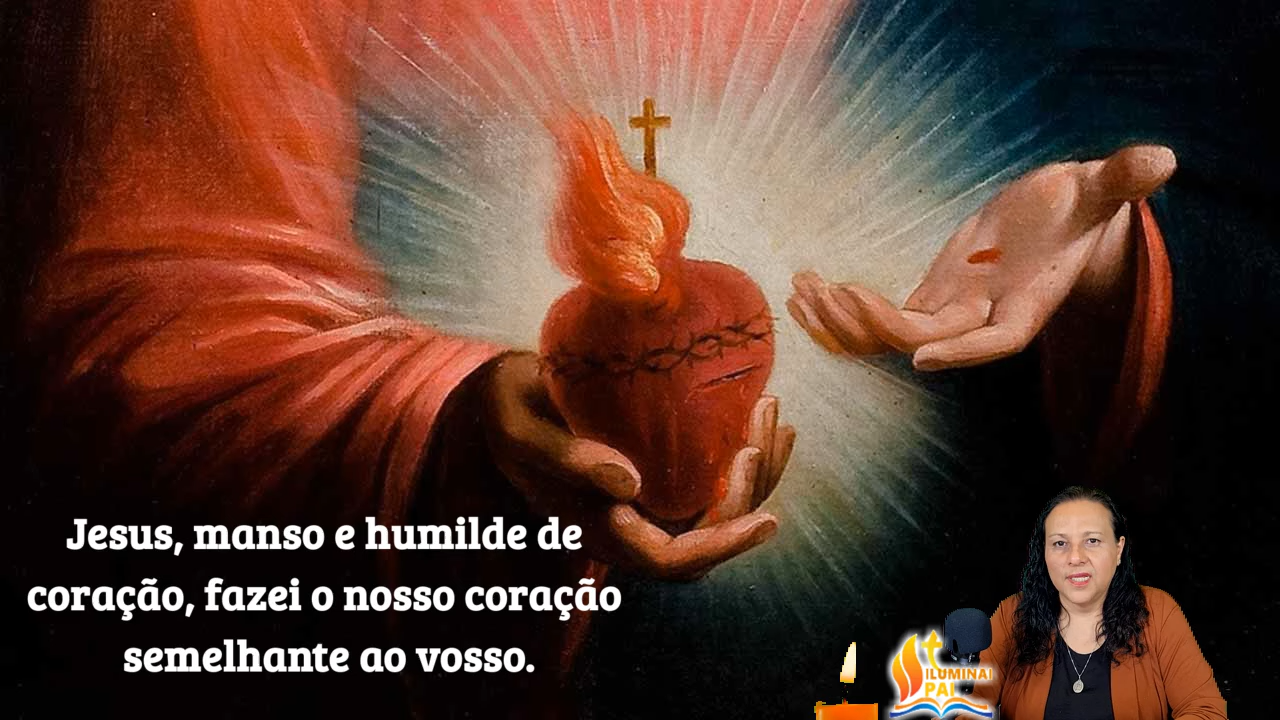 Jesus, manso e humilde de
coração, fazei o nosso coração
semelhante ao vosso.
ILUMINAI
PAI